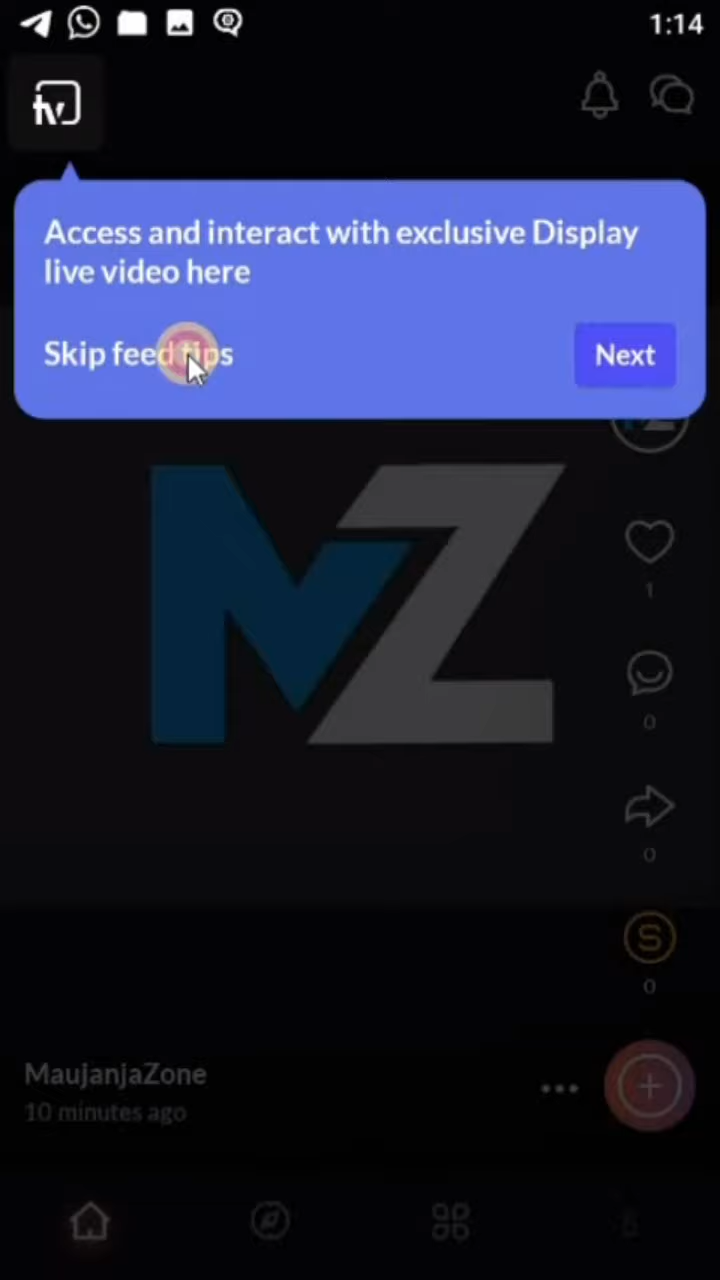 1:14
tv
Access and interact with exclusive Display
live video here
Skip feed tips
Next
MZ
1
0
0
S
0
MaujanjaZone
10 minutes ago